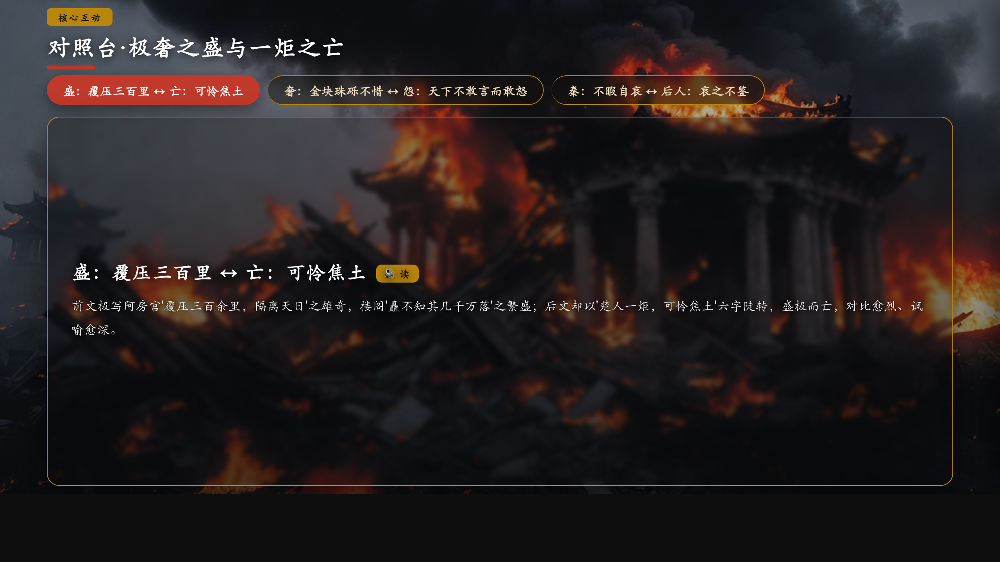 核心互动
对照台·极奢之盛与一炬之亡
盛：覆压三百里 ↔ 亡：可怜焦土
奢：金块珠砾不惜 ↔ 怨：天下不敢言而敢怒
秦：不暇自哀 ↔ 后人：哀之不鉴
盛：覆压三百里 ↔ 亡：可怜焦土 🔊 读
前文极写阿房宫'覆压三百余里，隔离天日'之雄奇，楼阁'矗不知其几千万落'之繁盛；后文却以'楚人一炬，可怜焦土'六字陡转，盛极而亡，对比愈烈、讽
喻愈深。